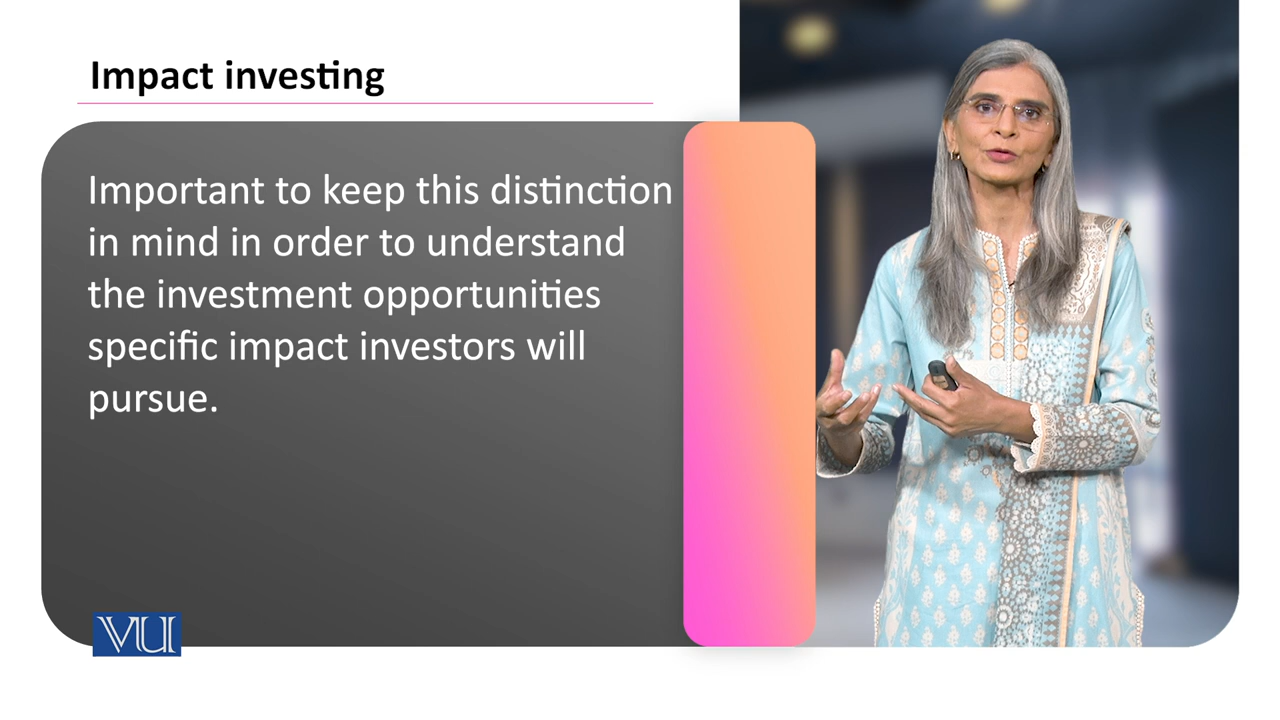 Impact investing
Important to keep this distinction
in mind in order to understand
the investment opportunities
specific impact investors will
pursue.
VU